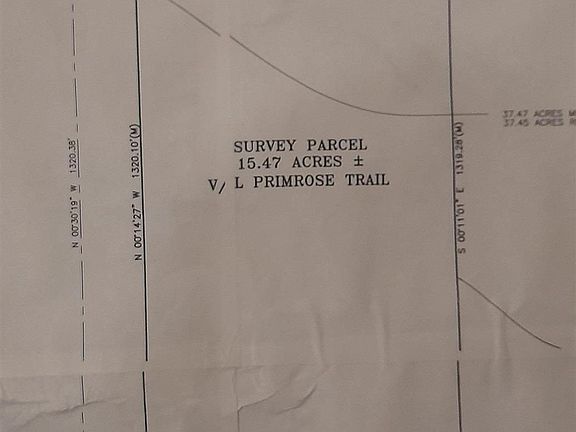 37.47 ACRES
37.45 ACRES
SURVEY PARCEL
15.47 ACRES ±
V/L PRIMROSE TRAIL
N 00°30'19" W 1320.38'
N 00°14'27" W 1320.10'(M)
S 00°11'01" E 1319.28'(M)